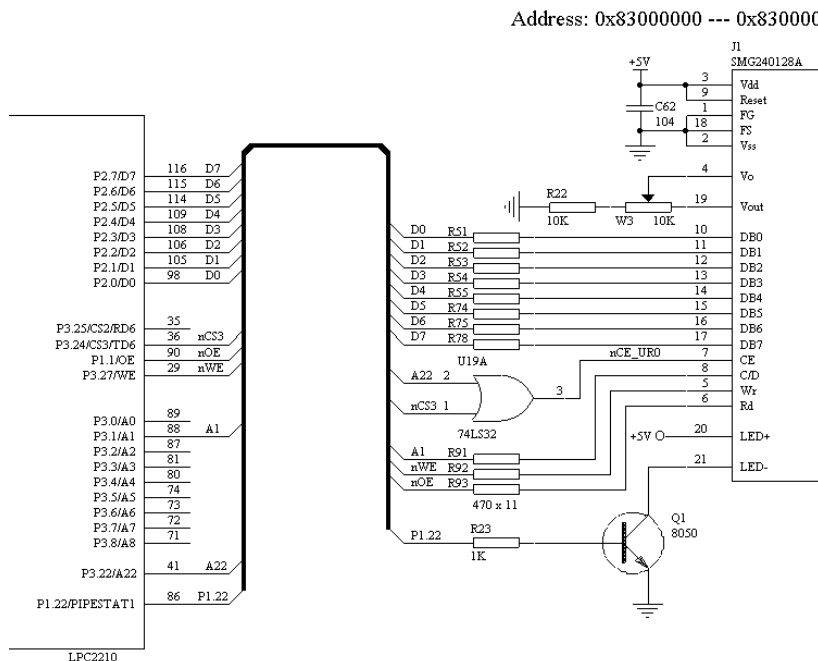 Address: 0x83000000 --- 0x830000
J1
SMG240128A
+5V
3 Vdd
9 Reset
C62
104
1 FG
18 FS
2 Vss
4 Vo
R22
10K
W3
10K
19 Vout
P2.7/D7 116 D7
P2.6/D6 115 D6
P2.5/D5 114 D5
P2.4/D4 109 D4
P2.3/D3 108 D3
P2.2/D2 106 D2
P2.1/D1 105 D1
P2.0/D0 98 D0
D0 R51 10 DB0
D1 R52 11 DB1
D2 R53 12 DB2
D3 R54 13 DB3
D4 R55 14 DB4
D5 R74 15 DB5
D6 R75 16 DB6
D7 R78 17 DB7
P3.25/CS2/RD6 35
P3.24/CS3/TD6 36 nCS3
P1.1/OE 90 nOE
P3.27/WE 29 nWE
U19A
nCE_UR0
7 CE
8 C/D
5 Wr
6 Rd
A22 2
nCS3 1
3
74LS32
P3.0/A0 89
P3.1/A1 88 A1
P3.2/A2 87
P3.3/A3 81
P3.4/A4 80
P3.5/A5 74
P3.6/A6 73
P3.7/A7 72
P3.8/A8 71
+5V
20 LED+
A1 R91
nWE R92
nOE R93
470 x 11
21 LED-
P1.22 R23
1K
Q1
8050
P3.22/A22 41 A22
P1.22/PIPESTAT1 86 P1.22
LPC2210